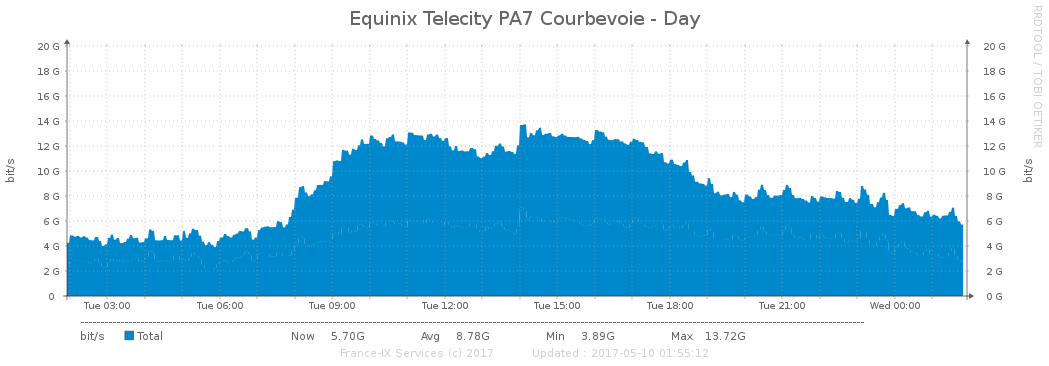 Equinix Telecity PA7 Courbevoie - Day
RRDTOOL / TOBI OETIKER
bit/s
20 G 20 G
18 G 18 G
16 G 16 G
14 G 14 G
12 G 12 G
10 G 10 G
8 G 8 G
6 G 6 G
4 G 4 G
2 G 2 G
0 0 G
bit/s
Tue 03:00 Tue 06:00 Tue 09:00 Tue 12:00 Tue 15:00 Tue 18:00 Tue 21:00 Wed 00:00
bit/s Total Now 5.70G Avg 8.78G Min 3.89G Max 13.72G
France-IX Services (c) 2017 Updated : 2017-05-10 01:55:12